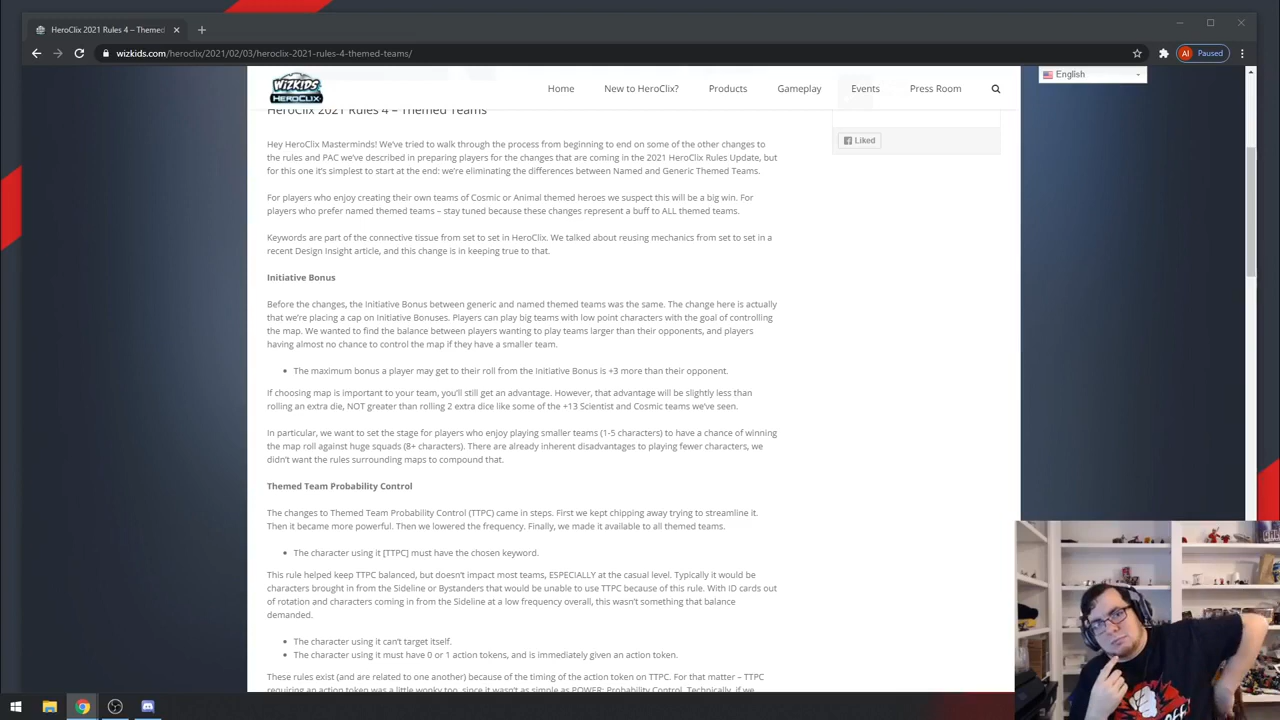 HeroClix 2021 Rules 4 – Themed
wizkids.com/heroclix/2021/02/03/heroclix-2021-rules-4-themed-teams/
AI Paused
WIZKIDS
HEROCLIX
Home New to HeroClix? Products Gameplay Events Press Room
English
HeroClix 2021 Rules 4 – Themed Teams
Liked
Hey HeroClix Masterminds! We've tried to walk through the process from beginning to end on some of the other changes to
the rules and PAC we've described in preparing players for the changes that are coming in the 2021 HeroClix Rules Update, but
for this one it's simplest to start at the end: we're eliminating the differences between Named and Generic Themed Teams.
For players who enjoy creating their own teams of Cosmic or Animal themed heroes we suspect this will be a big win. For
players who prefer named themed teams – stay tuned because these changes represent a buff to ALL themed teams.
Keywords are part of the connective tissue from set to set in HeroClix. We talked about reusing mechanics from set to set in a
recent Design Insight article, and this change is in keeping true to that.
Initiative Bonus
Before the changes, the Initiative Bonus between generic and named themed teams was the same. The change here is actually
that we're placing a cap on Initiative Bonuses. Players can play big teams with low point characters with the goal of controlling
the map. We wanted to find the balance between players wanting to play teams larger than their opponents, and players
having almost no chance to control the map if they have a smaller team.
• The maximum bonus a player may get to their roll from the Initiative Bonus is +3 more than their opponent.
If choosing map is important to your team, you'll still get an advantage. However, that advantage will be slightly less than
rolling an extra die, NOT greater than rolling 2 extra dice like some of the +13 Scientist and Cosmic teams we've seen.
In particular, we want to set the stage for players who enjoy playing smaller teams (1-5 characters) to have a chance of winning
the map roll against huge squads (8+ characters). There are already inherent disadvantages to playing fewer characters, we
didn't want the rules surrounding maps to compound that.
Themed Team Probability Control
The changes to Themed Team Probability Control (TTPC) came in steps. First we kept chipping away trying to streamline it.
Then it became more powerful. Then we lowered the frequency. Finally, we made it available to all themed teams.
• The character using it [TTPC] must have the chosen keyword.
This rule helped keep TTPC balanced, but doesn't impact most teams, ESPECIALLY at the casual level. Typically it would be
characters brought in from the Sideline or Bystanders that would be unable to use TTPC because of this rule. With ID cards out
of rotation and characters coming in from the Sideline at a low frequency overall, this wasn't something that balance
demanded.
• The character using it can't target itself.
• The character using it must have 0 or 1 action tokens, and is immediately given an action token.
These rules exist (and are related to one another) because of the timing of the action token on TTPC. For that matter – TTPC
requiring an action token was a little wonky too, since it wasn't as simple as POWER: Probability Control. Technically, if we